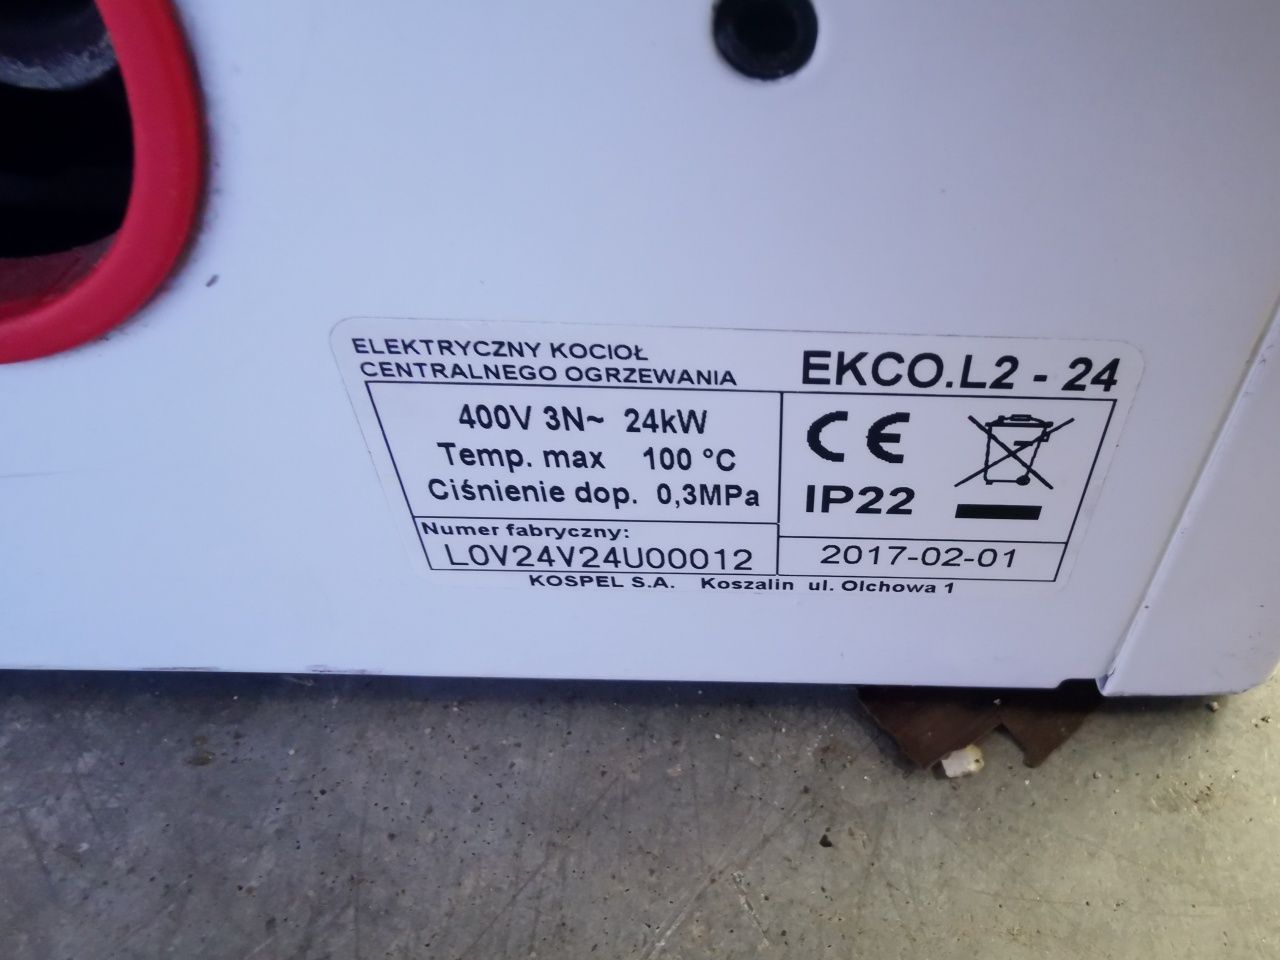 ELEKTRYCZNY KOCIOŁ
CENTRALNEGO OGRZEWANIA
EKCO.L2 - 24
400V 3N~ 24kW
Temp. max 100 °C
Ciśnienie dop. 0,3MPa
CE
IP22
Numer fabryczny:
L0V24V24U00012
2017-02-01
KOSPEL S.A. Koszalin ul. Olchowa 1